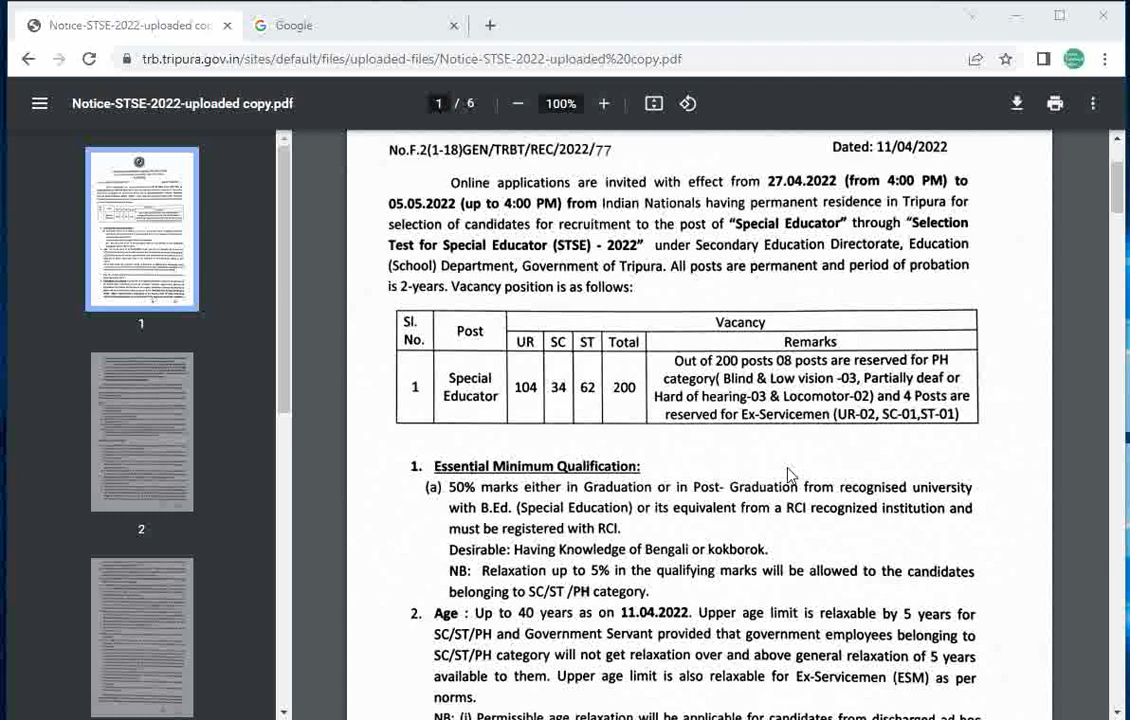 Notice-STSE-2022-uploaded cop
Google
trb.tripura.gov.in/sites/default/files/uploaded-files/Notice-STSE-2022-uploaded%20copy.pdf
Notice-STSE-2022-uploaded copy.pdf
1 / 6
100%
No.F.2(1-18)GEN/TRBT/REC/2022/77
Dated: 11/04/2022
Online applications are invited with effect from 27.04.2022 (from 4:00 PM) to
05.05.2022 (up to 4:00 PM) from Indian Nationals having permanent residence in Tripura for
selection of candidates for recruitment to the post of “Special Educator” through “Selection
Test for Special Educator (STSE) - 2022” under Secondary Education Directorate, Education
(School) Department, Government of Tripura. All posts are permanent and period of probation
is 2-years. Vacancy position is as follows:
Sl. No. Post Vacancy
UR SC ST Total Remarks
1 Special Educator 104 34 62 200
Out of 200 posts 08 posts are reserved for PH
category( Blind & Low vision -03, Partially deaf or
Hard of hearing-03 & Locomotor-02) and 4 Posts are
reserved for Ex-Servicemen (UR-02, SC-01,ST-01)
1. Essential Minimum Qualification:
(a) 50% marks either in Graduation or in Post- Graduation from recognised university
with B.Ed. (Special Education) or its equivalent from a RCI recognized institution and
must be registered with RCI.
Desirable: Having Knowledge of Bengali or kokborok.
NB: Relaxation up to 5% in the qualifying marks will be allowed to the candidates
belonging to SC/ST /PH category.
2. Age : Up to 40 years as on 11.04.2022. Upper age limit is relaxable by 5 years for
SC/ST/PH and Government Servant provided that government employees belonging to
SC/ST/PH category will not get relaxation over and above general relaxation of 5 years
available to them. Upper age limit is also relaxable for Ex-Servicemen (ESM) as per
norms.
NB: (i) Permissible age relaxation will be applicable for candidates from discharged ad hoc
1
2